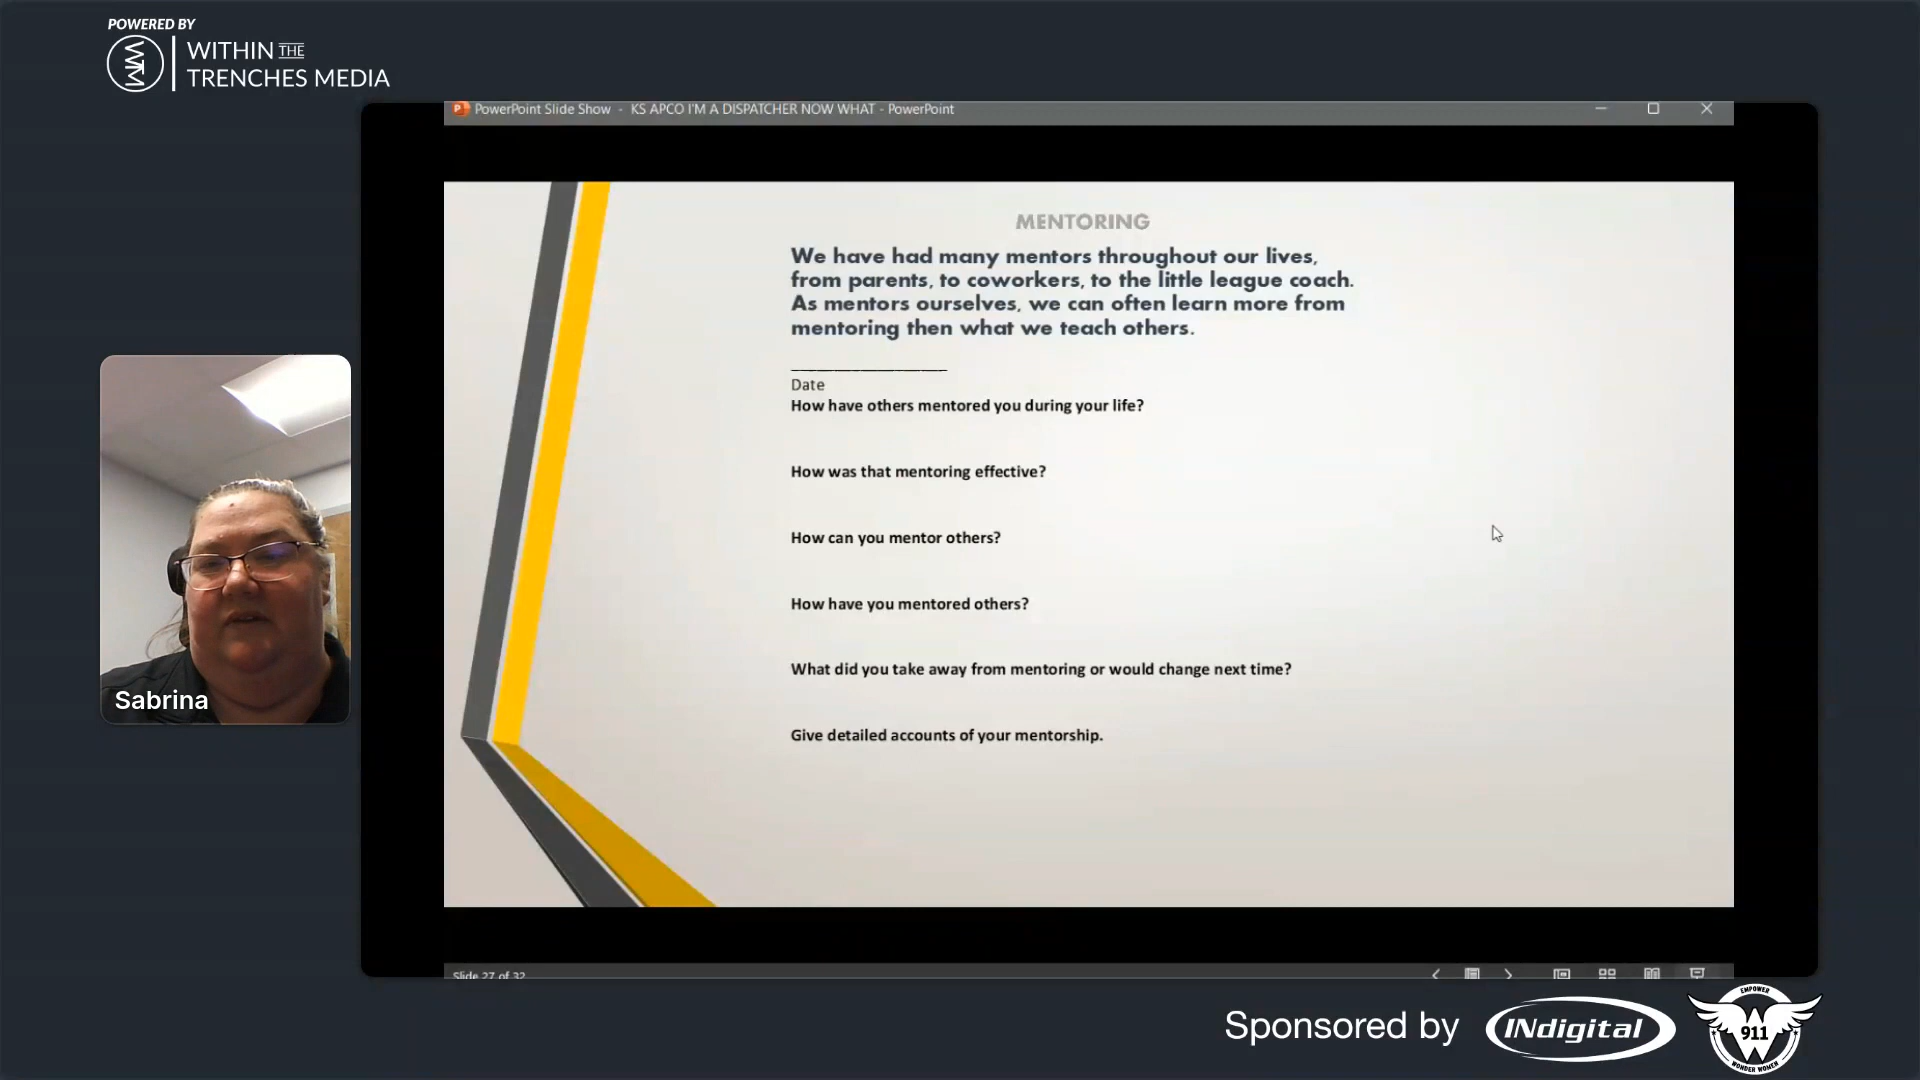 POWERED BY
WITHIN THE
TRENCHES MEDIA
PowerPoint Slide Show - KS APCO I'M A DISPATCHER NOW WHAT - PowerPoint
MENTORING
We have had many mentors throughout our lives,
from parents, to coworkers, to the little league coach.
As mentors ourselves, we can often learn more from
mentoring then what we teach others.
Date
How have others mentored you during your life?
How was that mentoring effective?
How can you mentor others?
How have you mentored others?
What did you take away from mentoring or would change next time?
Give detailed accounts of your mentorship.
Sabrina
Slide 27 of 32
Sponsored by
INdigital
EMPOWER
W
911
WONDER WOMEN